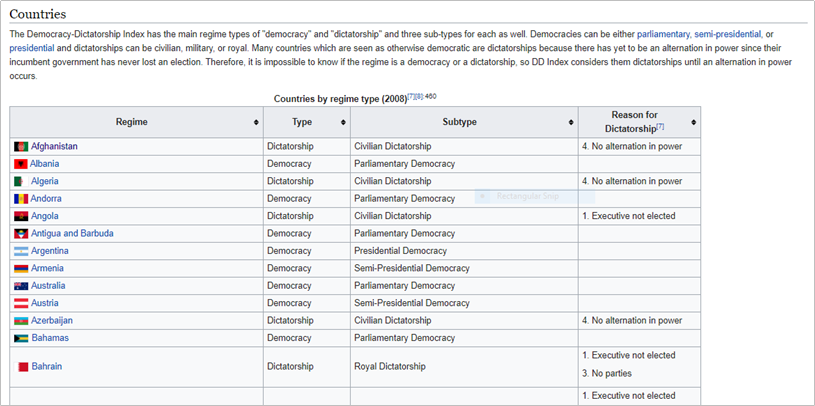 Countries
The Democracy-Dictatorship Index has the main regime types of "democracy" and "dictatorship" and three sub-types for each as well. Democracies can be either parliamentary, semi-presidential, or
presidential and dictatorships can be civilian, military, or royal. Many countries which are seen as otherwise democratic are dictatorships because there has yet to be an alternation in power since their
incumbent government has never lost an election. Therefore, it is impossible to know if the regime is a democracy or a dictatorship, so DD Index considers them dictatorships until an alternation of power
occurs.
Countries by regime type (2008)[7][8]:460
Regime Type Subtype Reason for
Dictatorship[7]
Afghanistan Dictatorship Civilian Dictatorship 4. No alternation in power
Albania Democracy Parliamentary Democracy
Algeria Dictatorship Civilian Dictatorship 4. No alternation in power
Andorra Democracy Parliamentary Democracy
Rectangular Snip
Angola Dictatorship Civilian Dictatorship 1. Executive not elected
Antigua and Barbuda Democracy Parliamentary Democracy
Argentina Democracy Presidential Democracy
Armenia Democracy Semi-Presidential Democracy
Australia Democracy Parliamentary Democracy
Austria Democracy Semi-Presidential Democracy
Azerbaijan Dictatorship Civilian Dictatorship 4. No alternation in power
Bahamas Democracy Parliamentary Democracy
Bahrain Dictatorship Royal Dictatorship 1. Executive not elected
3. No parties
1. Executive not elected